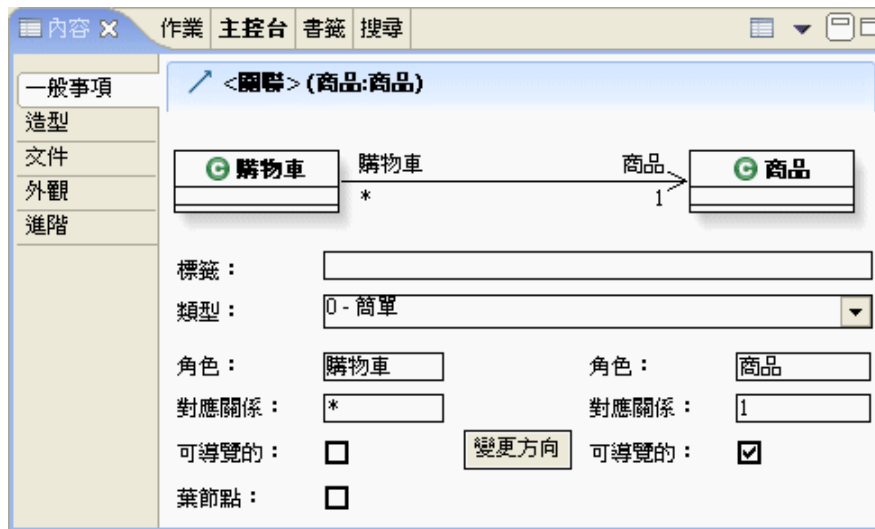 內容 作業 主控台 書籤 搜尋
一般事項
造型
文件
外觀
進階
<關聯> (商品:商品)
購物車 購物車 商品 商品
* 1
標籤：
類型： 0 - 簡單
角色： 購物車 角色： 商品
對應關係： * 對應關係： 1
可導覽的： 變更方向 可導覽的：
葉節點：